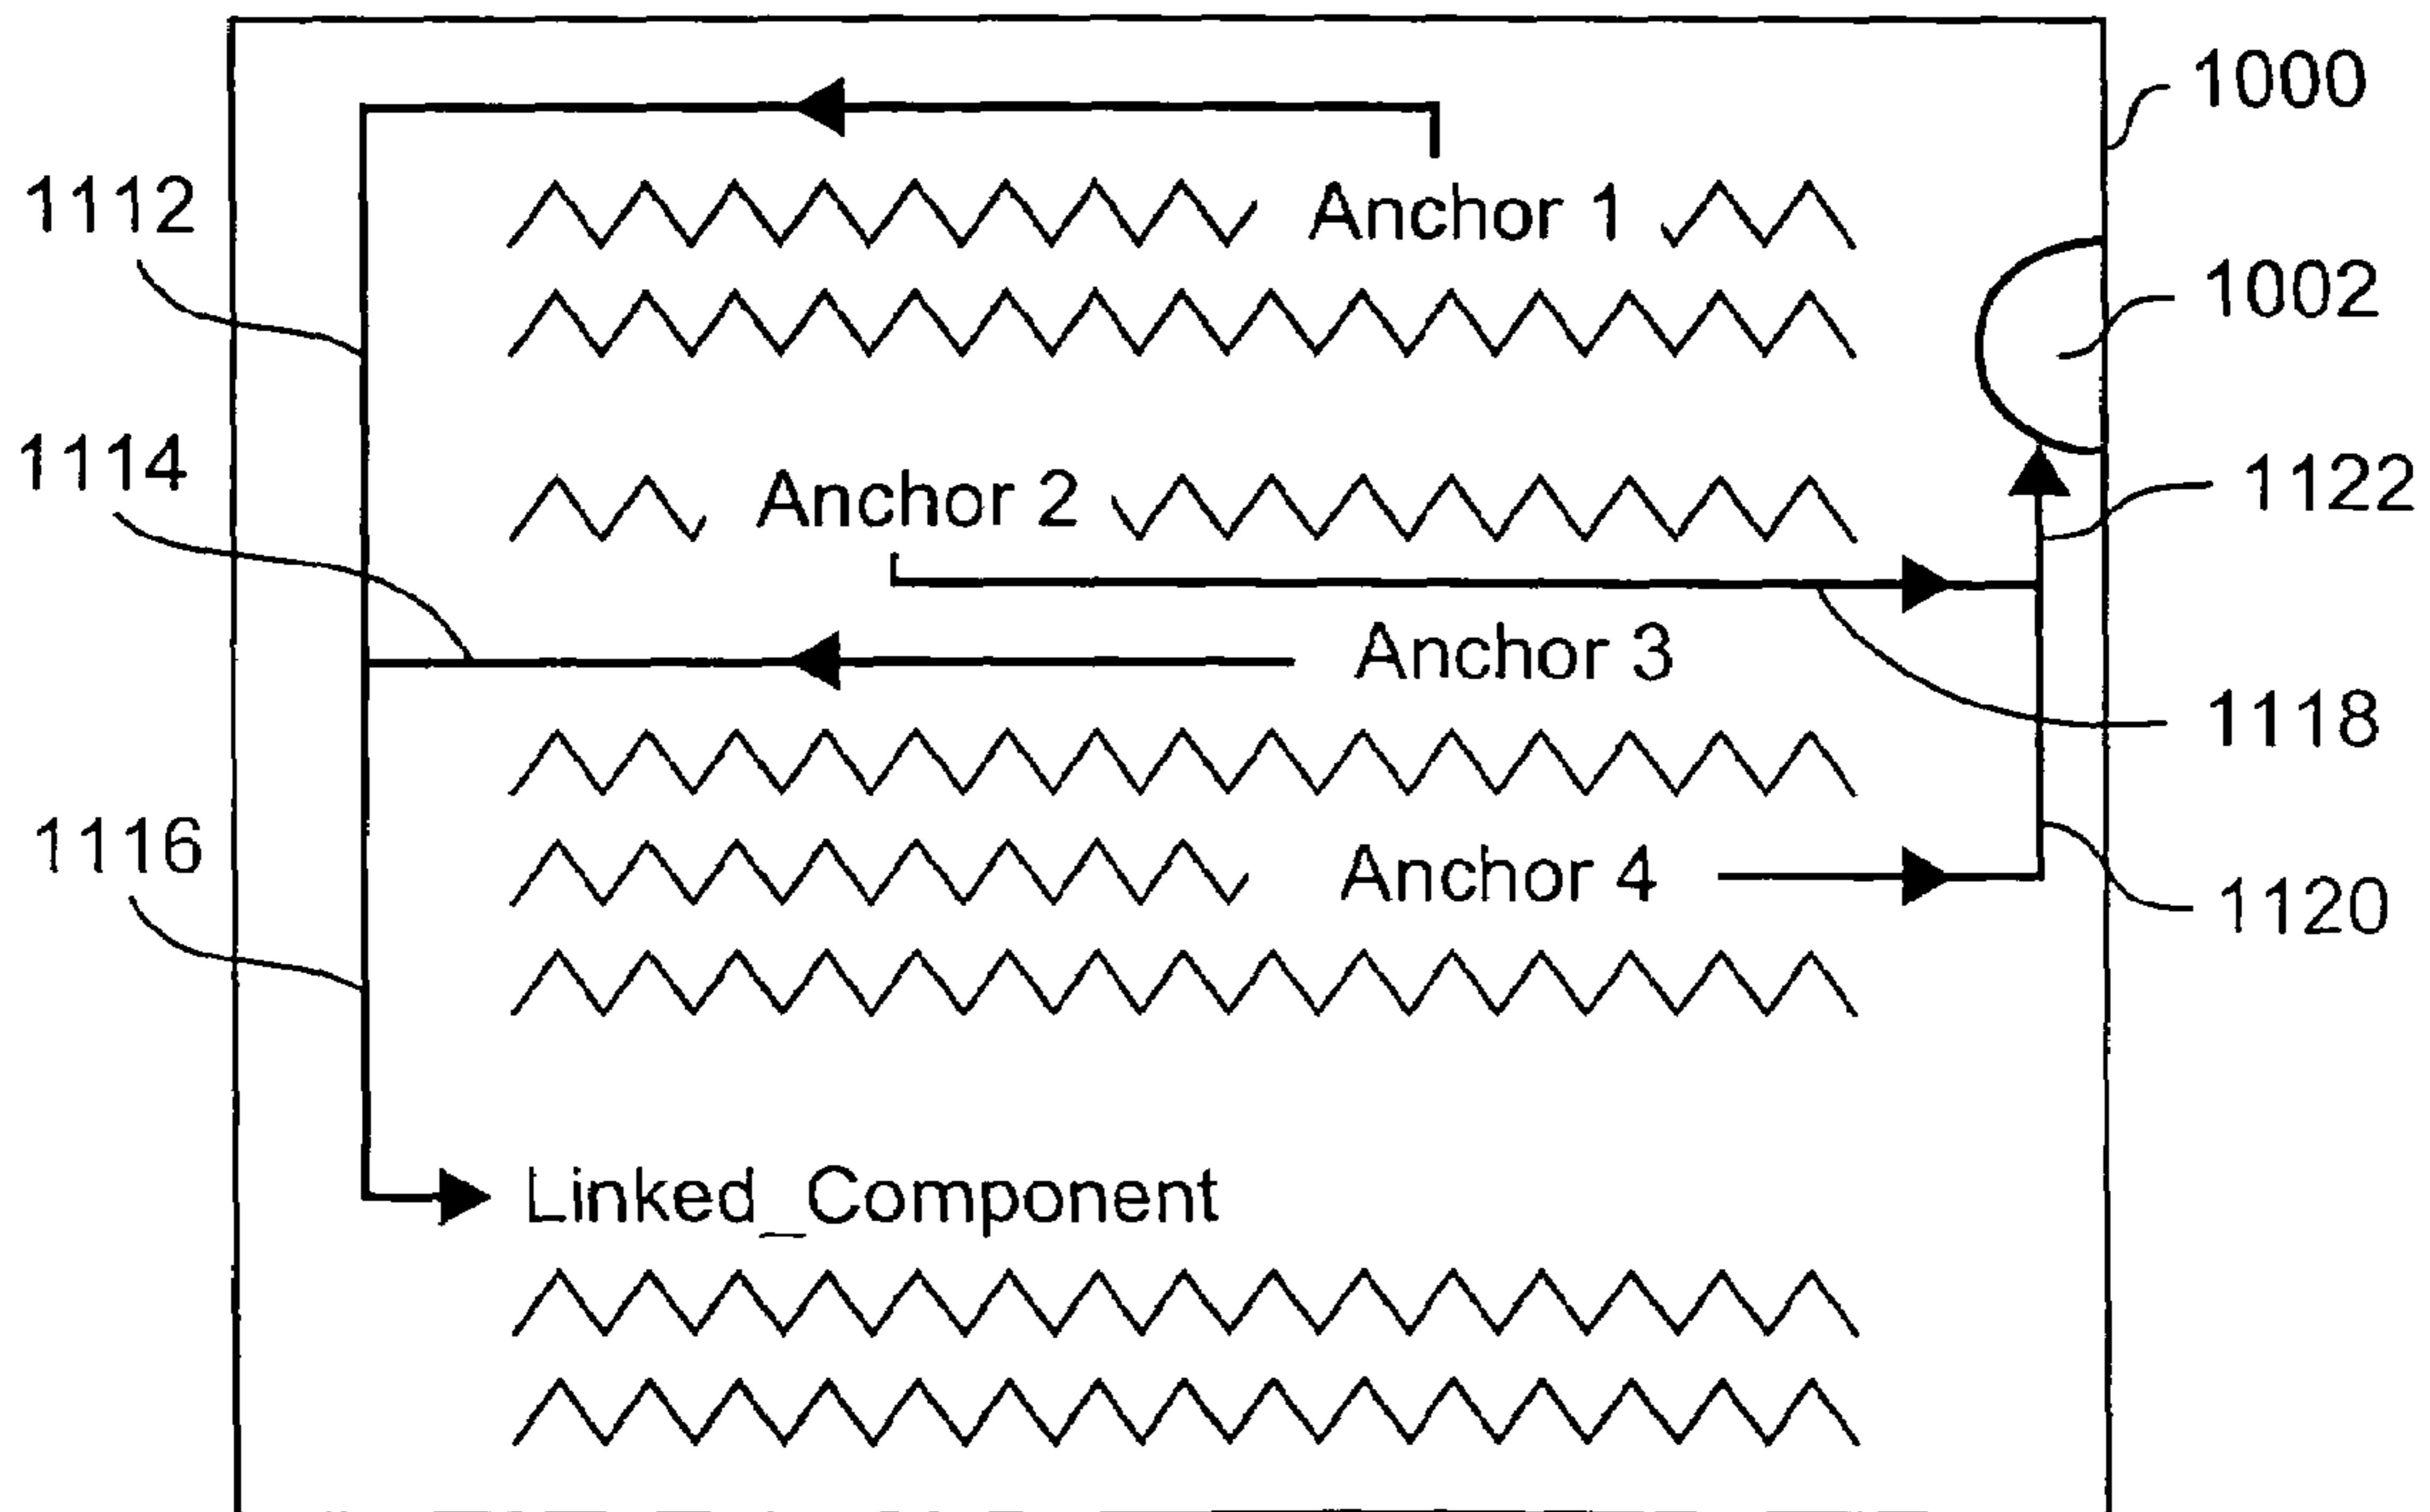 1000
1112
Anchor 1
1002
1114
Anchor 2
1122
Anchor 3
1118
1116
Anchor 4
1120
Linked_Component